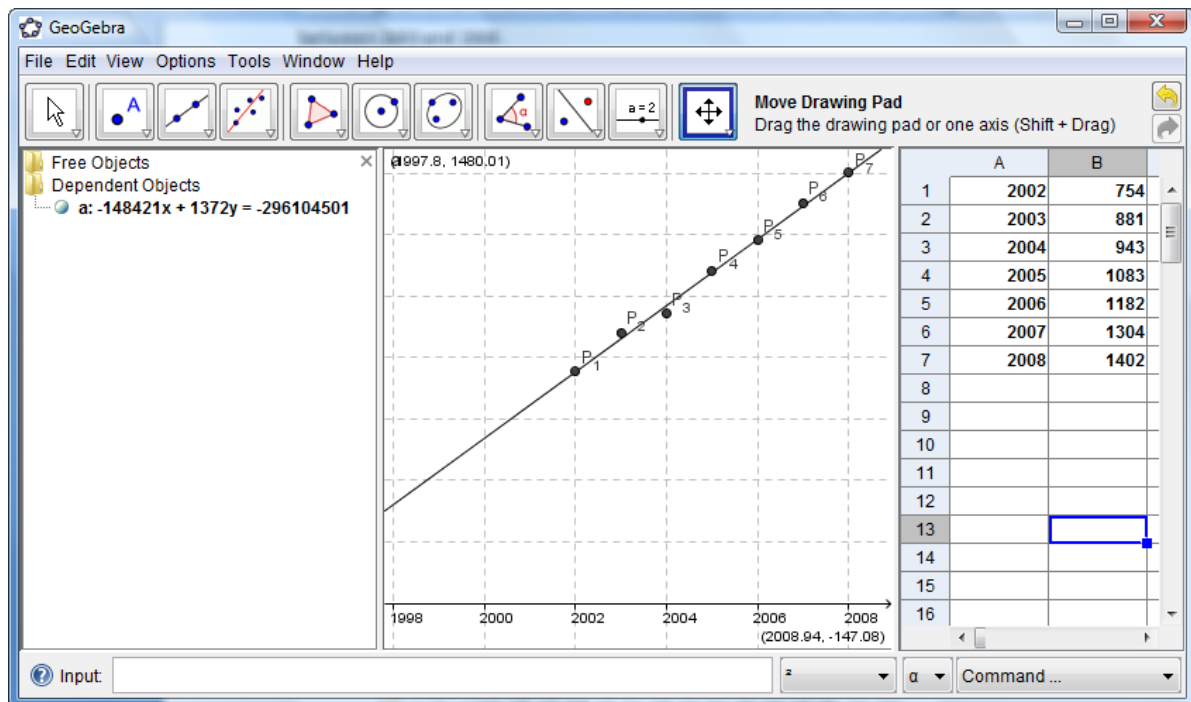 GeoGebra
File Edit View Options Tools Window Help
A
α
a = 2
Move Drawing Pad
Drag the drawing pad or one axis (Shift + Drag)
Free Objects
Dependent Objects
a: -148421x + 1372y = -296104501
1997.8, 1480.01)
P7
P6
P5
P4
P3
P2
P1
1998 2000 2002 2004 2006 2008
(2008.94, -147.08)
A B
1 2002 754
2 2003 881
3 2004 943
4 2005 1083
5 2006 1182
6 2007 1304
7 2008 1402
8
9
10
11
12
13
14
15
16
Input: ² α Command ...